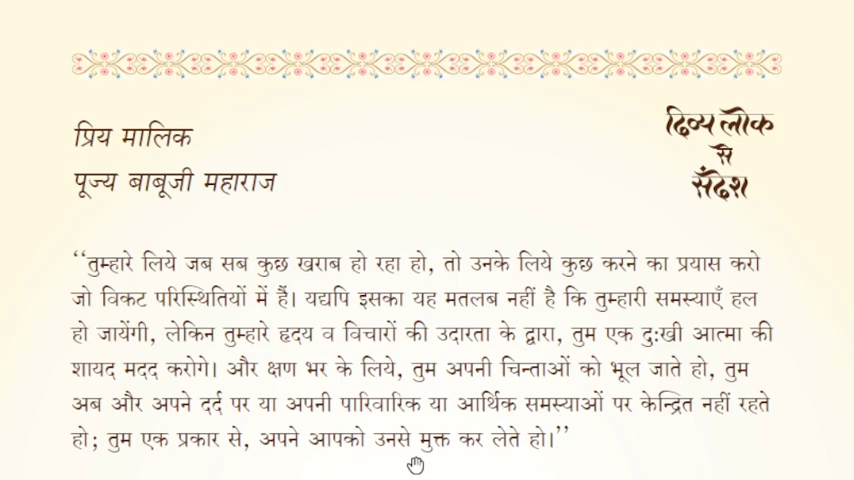 प्रिय मालिक
पूज्य बाबूजी महाराज
दिव्य लोक
से
संदेश
‘‘तुम्हारे लिये जब सब कुछ खराब हो रहा हो, तो उनके लिये कुछ करने का प्रयास करो
जो विकट परिस्थितियों में हैं। यद्यपि इसका यह मतलब नहीं है कि तुम्हारी समस्याएँ हल
हो जायेंगी, लेकिन तुम्हारे हृदय व विचारों की उदारता के द्वारा, तुम एक दु:खी आत्मा की
शायद मदद करोगे। और क्षण भर के लिये, तुम अपनी चिन्ताओं को भूल जाते हो, तुम
अब और अपने दर्द पर या अपनी पारिवारिक या आर्थिक समस्याओं पर केन्द्रित नहीं रहते
हो; तुम एक प्रकार से, अपने आपको उनसे मुक्त कर लेते हो।’’